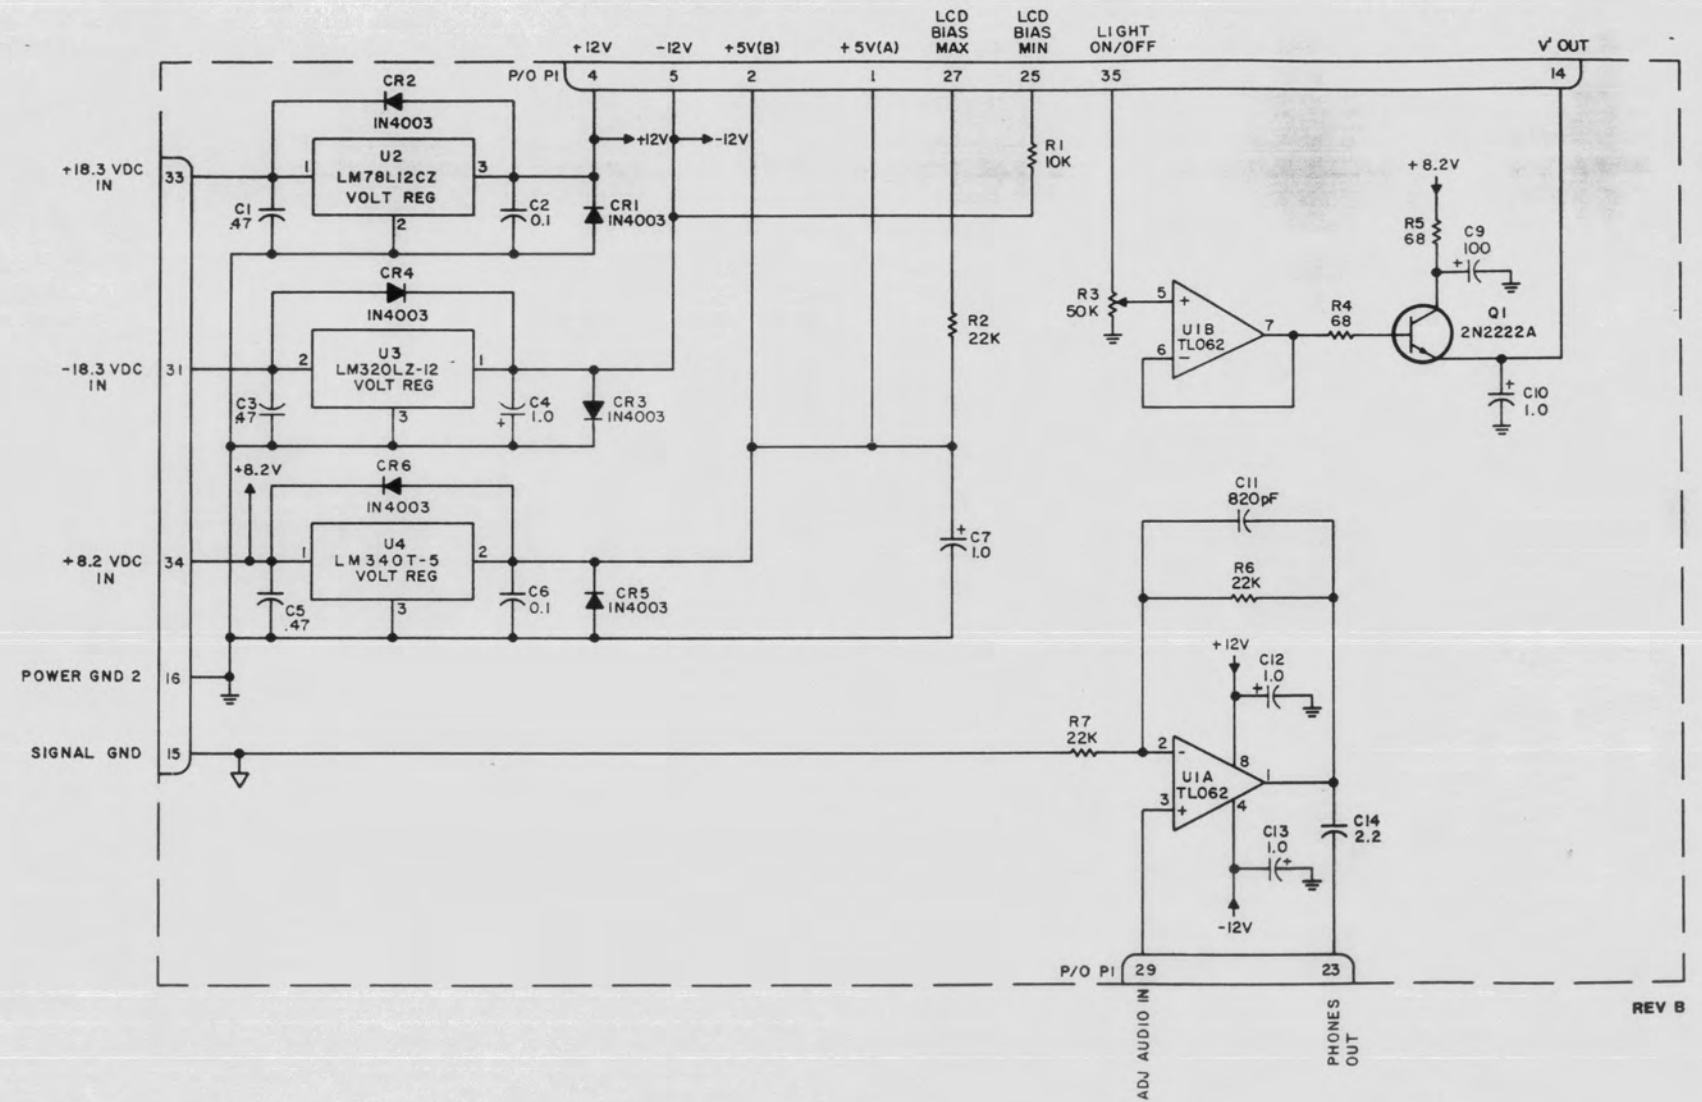 LCD
BIAS
MAX
LCD
BIAS
MIN
LIGHT
ON/OFF
+12V
-12V
+5V(B)
+5V(A)
V' OUT
P/O P1
4
5
2
1
27
25
35
14
CR2
1N4003
+12V
-12V
R1
10K
+18.3 VDC
IN
33
1
U2
LM78L12CZ
VOLT REG
3
2
C1
.47
C2
0.1
CR1
1N4003
+8.2V
R5
68
C9
+
100
CR4
1N4003
R3
50K
5
+
U1B
TL062
6
-
7
R4
68
Q1
2N2222A
R2
22K
-18.3 VDC
IN
31
2
U3
LM320LZ-12
VOLT REG
1
3
C3
.47
C4
1.0
+
CR3
1N4003
+
C10
1.0
+8.2V
CR6
1N4003
C11
820pF
+8.2 VDC
IN
34
1
U4
LM340T-5
VOLT REG
2
3
C5
.47
C6
0.1
CR5
1N4003
+
C7
1.0
R6
22K
+12V
C12
1.0
+
POWER GND 2
16
SIGNAL GND
15
R7
22K
2
-
8
U1A
TL062
1
3
+
4
C13
1.0
+
C14
2.2
-12V
P/O P1
29
23
ADJ AUDIO IN
PHONES
OUT
REV B